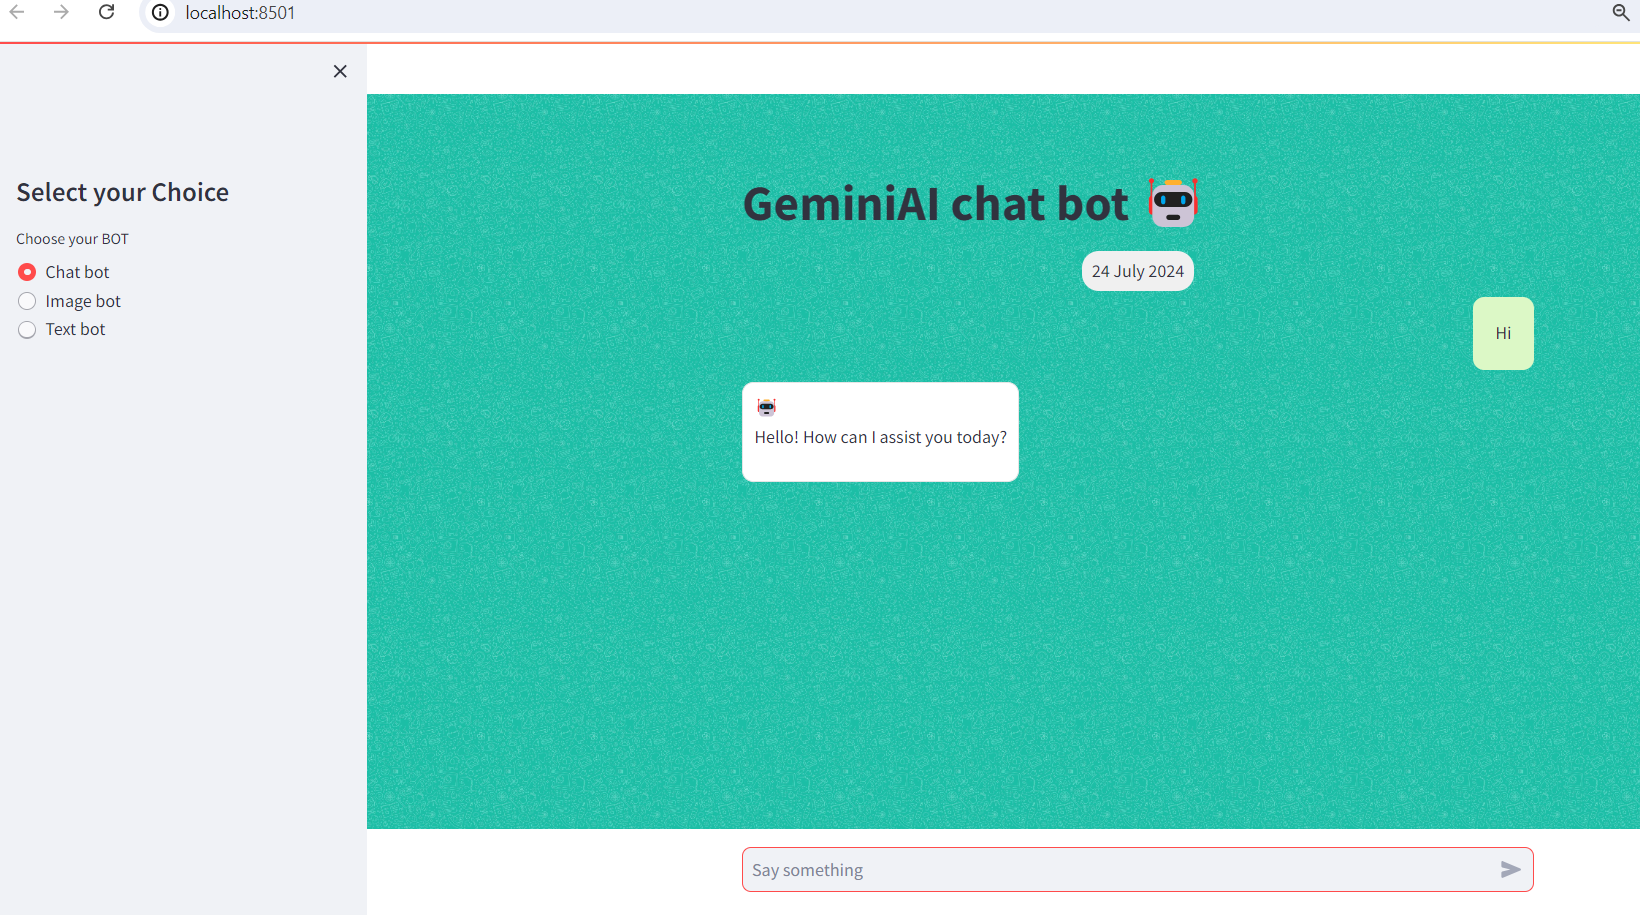 localhost:8501
Select your Choice
Choose your BOT
Chat bot
Image bot
Text bot
GeminiAI chat bot
24 July 2024
Hi
Hello! How can I assist you today?
Say something